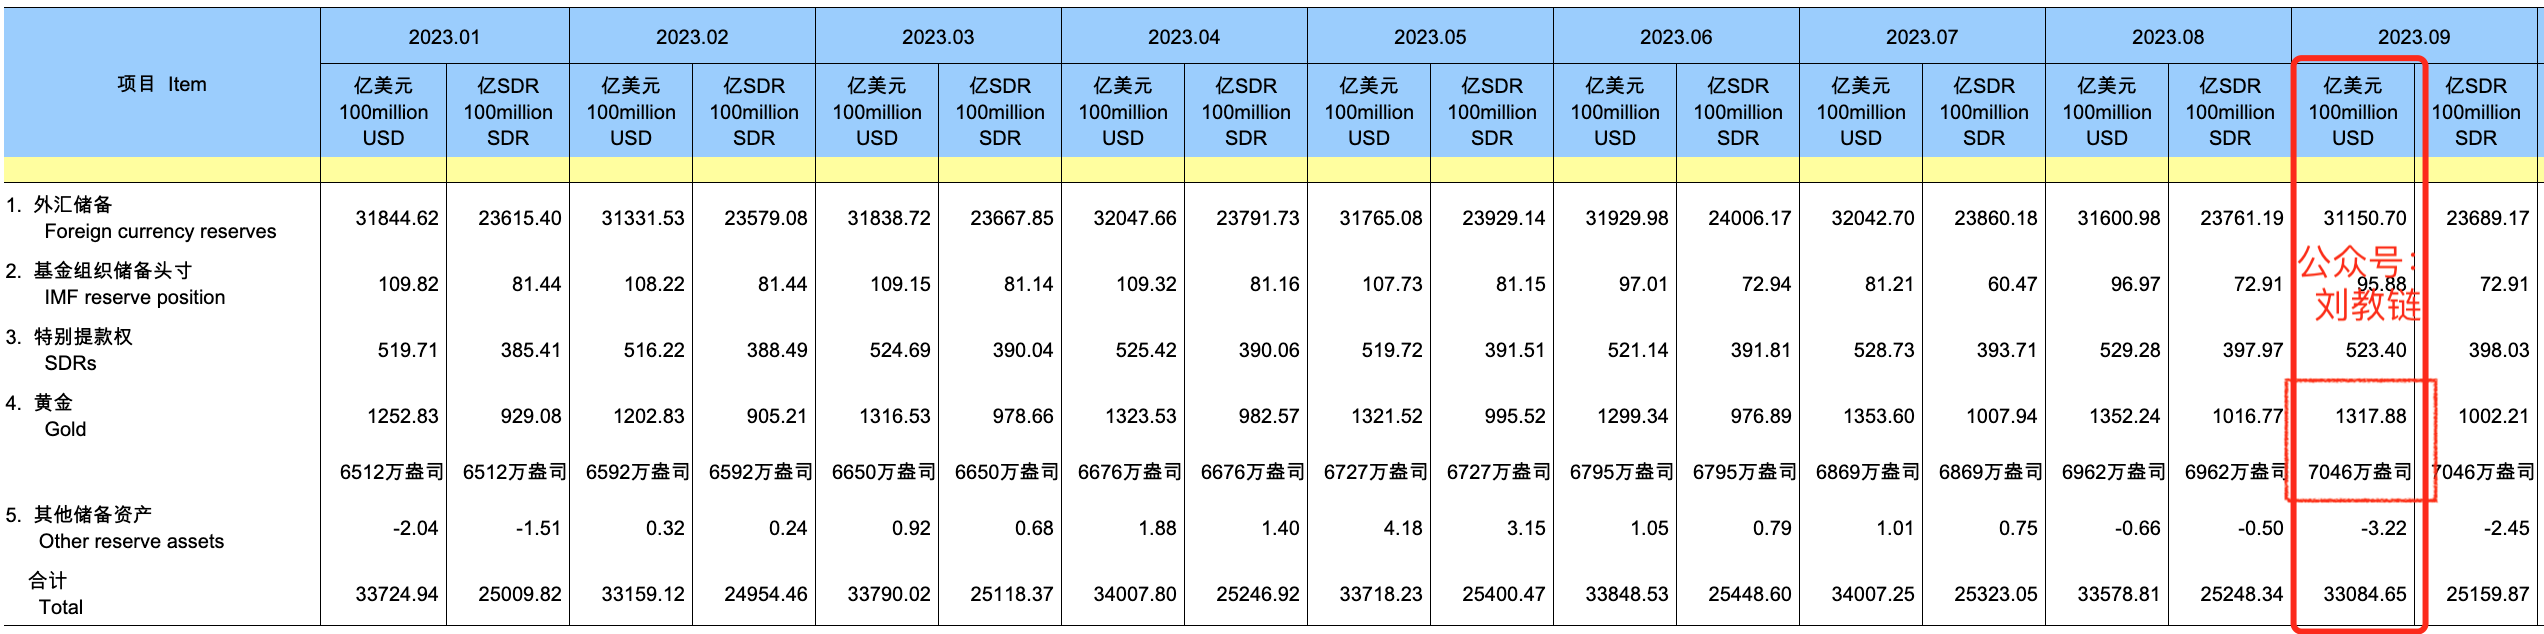 2023.01 2023.02 2023.03 2023.04 2023.05 2023.06 2023.07 2023.08 2023.09
项目 Item
亿美元 亿SDR 亿美元 亿SDR 亿美元 亿SDR 亿美元 亿SDR 亿美元 亿SDR 亿美元 亿SDR 亿美元 亿SDR 亿美元 亿SDR 亿美元 亿SDR
100million 100million 100million 100million 100million 100million 100million 100million 100million 100million 100million 100million 100million 100million 100million 100million 100million 100million
USD SDR USD SDR USD SDR USD SDR USD SDR USD SDR USD SDR USD SDR USD SDR
1. 外汇储备
Foreign currency reserves
31844.62 23615.40 31331.53 23579.08 31838.72 23667.85 32047.66 23791.73 31765.08 23929.14 31929.98 24006.17 32042.70 23860.18 31600.98 23761.19 31150.70 23689.17
公众号:
刘教链
2. 基金组织储备头寸
IMF reserve position
109.82 81.44 108.22 81.44 109.15 81.14 109.32 81.16 107.73 81.15 97.01 72.94 81.21 60.47 96.97 72.91 95.88 72.91
3. 特别提款权
SDRs
519.71 385.41 516.22 388.49 524.69 390.04 525.42 390.06 519.72 391.51 521.14 391.81 528.73 393.71 529.28 397.97 523.40 398.03
4. 黄金
Gold
1252.83 929.08 1202.83 905.21 1316.53 978.66 1323.53 982.57 1321.52 995.52 1299.34 976.89 1353.60 1007.94 1352.24 1016.77 1317.88 1002.21
6512万盎司 6512万盎司 6592万盎司 6592万盎司 6650万盎司 6650万盎司 6676万盎司 6676万盎司 6727万盎司 6727万盎司 6795万盎司 6795万盎司 6869万盎司 6869万盎司 6962万盎司 6962万盎司 7046万盎司 7046万盎司
5. 其他储备资产
Other reserve assets
-2.04 -1.51 0.32 0.24 0.92 0.68 1.88 1.40 4.18 3.15 1.05 0.79 1.01 0.75 -0.66 -0.50 -3.22 -2.45
合计
Total
33724.94 25009.82 33159.12 24954.46 33790.02 25118.37 34007.80 25246.92 33718.23 25400.47 33848.53 25448.60 34007.25 25323.05 33578.81 25248.34 33084.65 25159.87